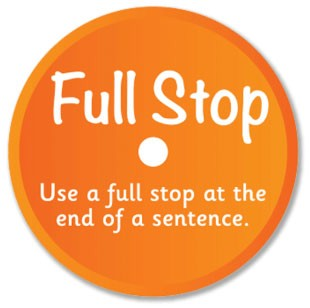 Full Stop
Use a full stop at the
end of a sentence.